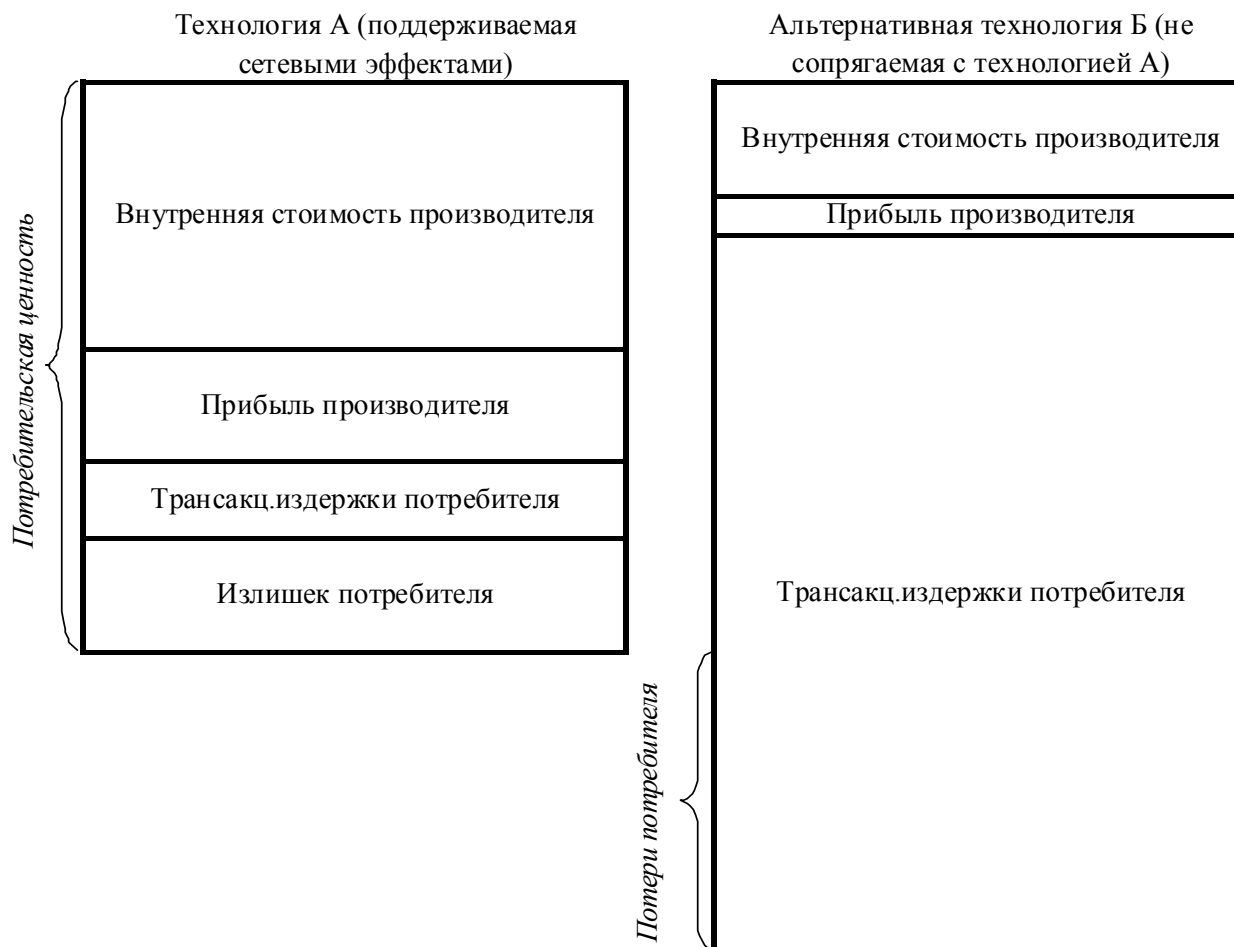 Технология А (поддерживаемая
сетевыми эффектами)
Потребительская ценность
Внутренняя стоимость производителя
Прибыль производителя
Трансакц.издержки потребителя
Излишек потребителя
Альтернативная технология Б (не
сопрягаемая с технологией А)
Внутренняя стоимость производителя
Прибыль производителя
Трансакц.издержки потребителя
Потери потребителя